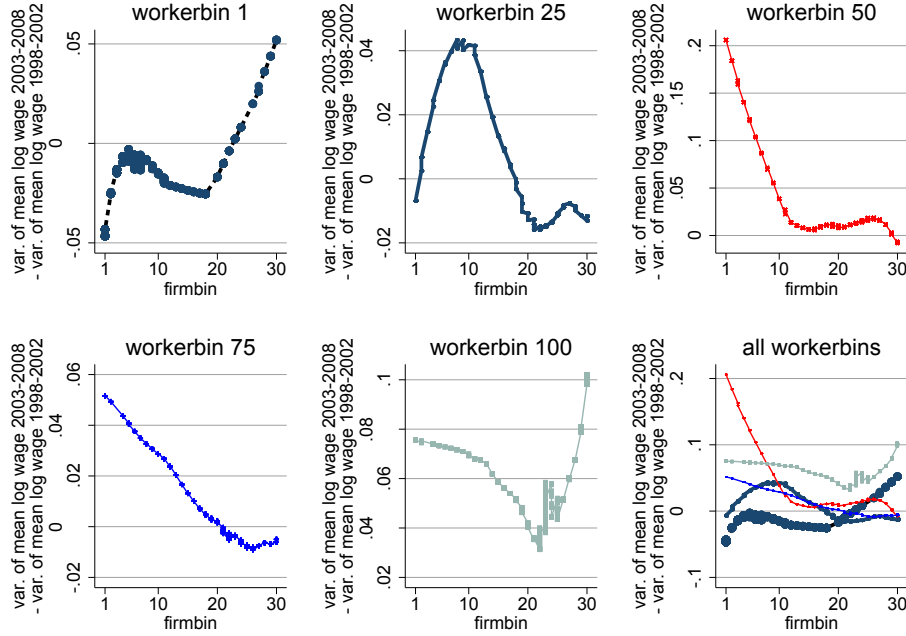 workerbin 1
var. of mean log wage 2003-2008
- var. of mean log wage 1998-20002
.05
0
-.05
1
10
20
30
firmbin
workerbin 25
var. of mean log wage 2003-2008
- var. of mean log wage 1998-20002
.04
.02
0
-.02
1
10
20
30
firmbin
workerbin 50
var. of mean log wage 2003-2008
- var. of mean log wage 1998-20002
.2
.15
.1
.05
0
1
10
20
30
firmbin
workerbin 75
var. of mean log wage 2003-2008
- var. of mean log wage 1998-20002
.06
.04
.02
0
-.02
1
10
20
30
firmbin
workerbin 100
var. of mean log wage 2003-2008
- var. of mean log wage 1998-20002
.1
.08
.06
.04
.02
1
10
20
30
firmbin
all workerbins
var. of mean log wage 2003-2008
- var. of mean log wage 1998-20002
.2
.1
0
-.1
1
10
20
30
firmbin